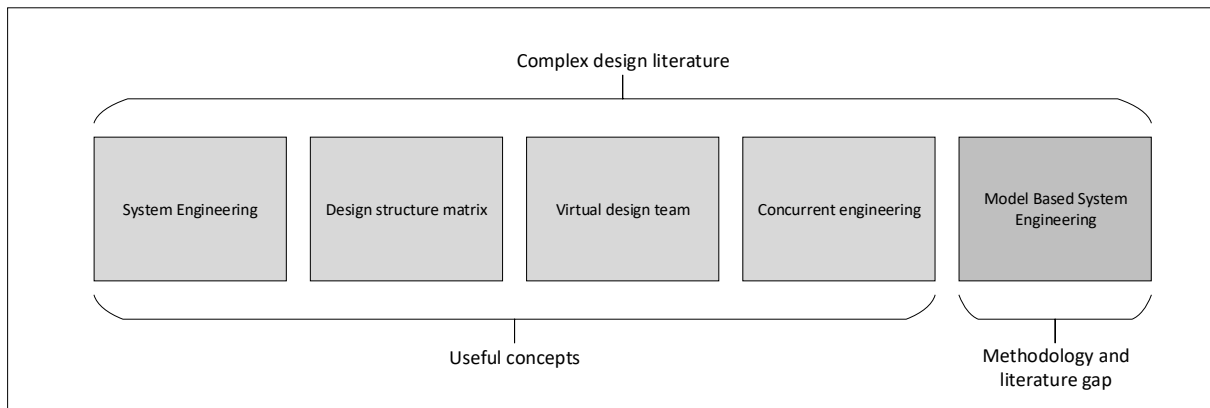 Complex design literature
System Engineering
Design structure matrix
Virtual design team
Concurrent engineering
Model Based System
Engineering
Useful concepts
Methodology and
literature gap